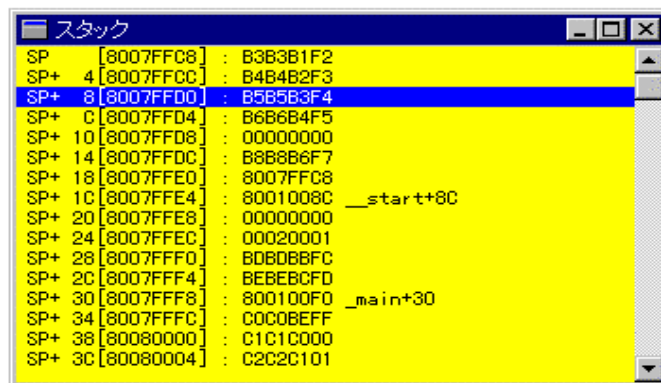 スタック
SP      [8007FFC8] : B3B3B1F2
SP+  4[8007FFCC] : B4B4B2F3
SP+  8[8007FFD0] : B5B5B3F4
SP+  C[8007FFD4] : B6B6B4F5
SP+ 10[8007FFD8] : 00000000
SP+ 14[8007FFDC] : B8B8B6F7
SP+ 18[8007FFE0] : 8007FFC8
SP+ 1C[8007FFE4] : 8001008C __start+8C
SP+ 20[8007FFE8] : 00000000
SP+ 24[8007FFEC] : 00020001
SP+ 28[8007FFF0] : BDBDBBFC
SP+ 2C[8007FFF4] : BEBEBCFD
SP+ 30[8007FFF8] : 800100F0 _main+30
SP+ 34[8007FFFC] : C0C0BEFF
SP+ 38[80080000] : C1C1C000
SP+ 3C[80080004] : C2C2C101